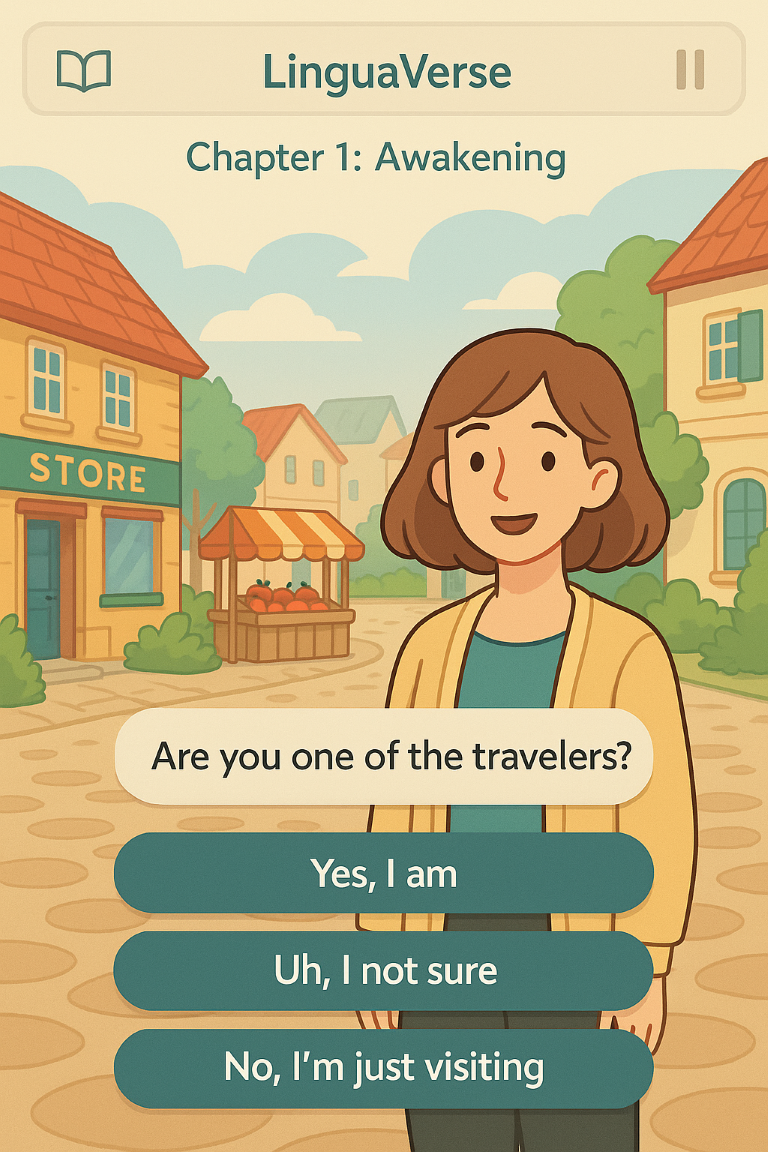 LinguaVerse
Chapter 1: Awakening
STORE
Are you one of the travelers?
Yes, I am
Uh, I not sure
No, I'm just visiting